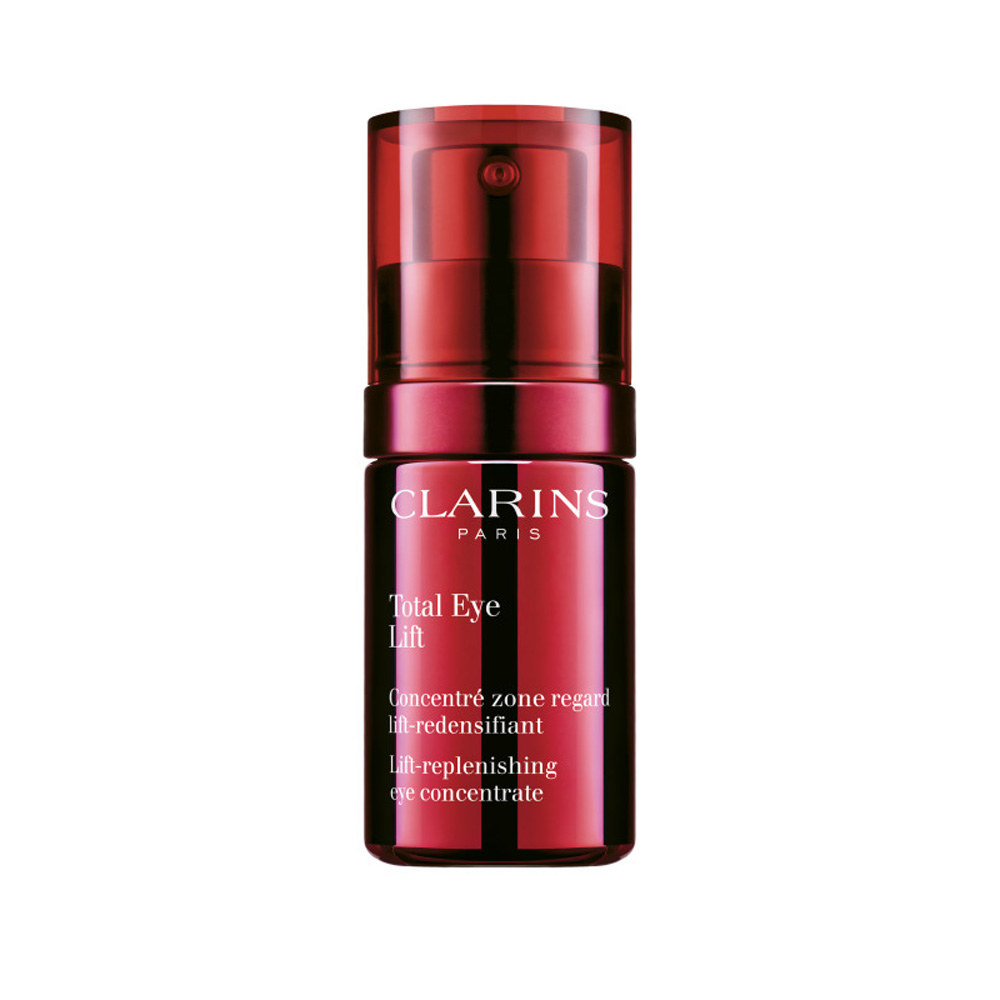 CLARINS
PARIS
Total Eye
Lift
Concentré zone regard
lift-redensifiant
Lift-replenishing
eye concentrate